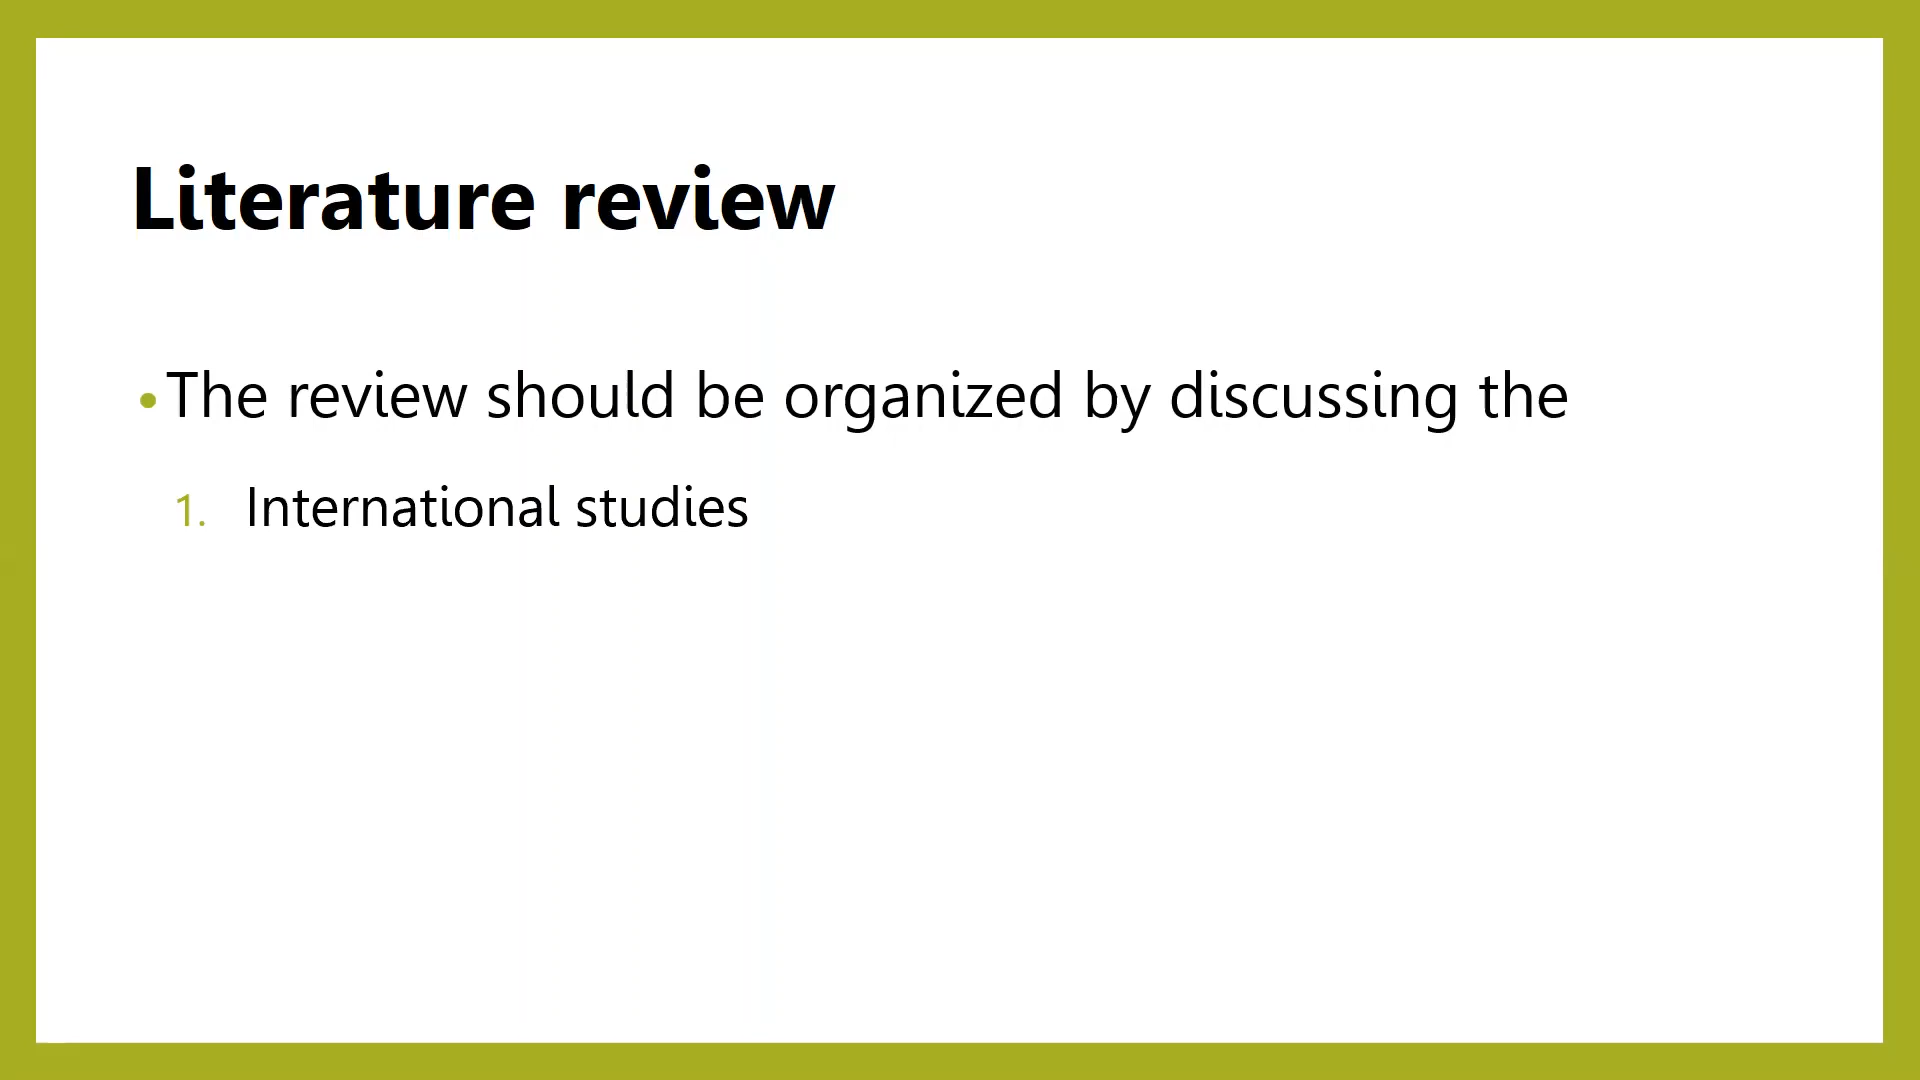 Literature review
• The review should be organized by discussing the
1. International studies